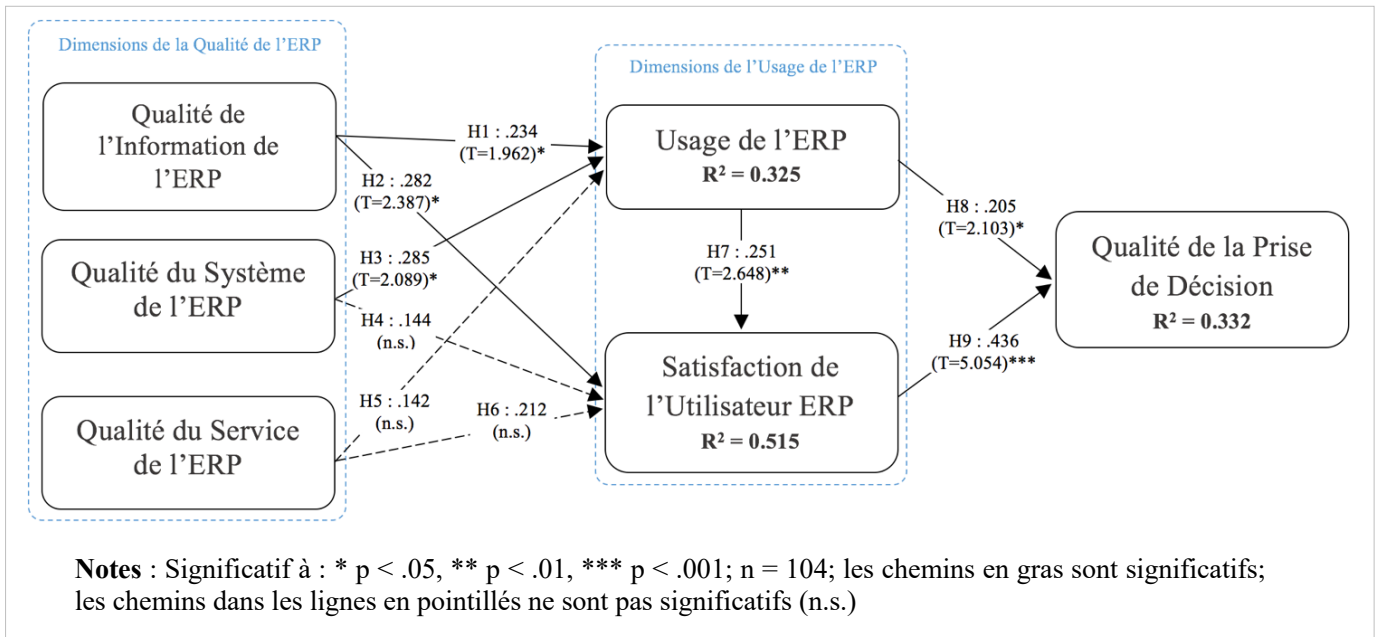 Dimensions de la Qualité de l'ERP
Qualité de
l'Information de
l'ERP
Qualité du Système
de l'ERP
Qualité du Service
de l'ERP
H1 : .234
(T=1.962)*
H2 : .282
(T=2.387)*
H3 : .285
(T=2.089)*
H4 : .144
(n.s.)
H5 : .142
(n.s.)
H6 : .212
(n.s.)
Dimensions de l'Usage de l'ERP
Usage de l'ERP
R² = 0.325
H7 : .251
(T=2.648)**
Satisfaction de
l'Utilisateur ERP
R² = 0.515
H8 : .205
(T=2.103)*
H9 : .436
(T=5.054)***
Qualité de la Prise
de Décision
R² = 0.332
Notes : Significatif à : * p < .05, ** p < .01, *** p < .001; n = 104; les chemins en gras sont significatifs;
les chemins dans les lignes en pointillés ne sont pas significatifs (n.s.)